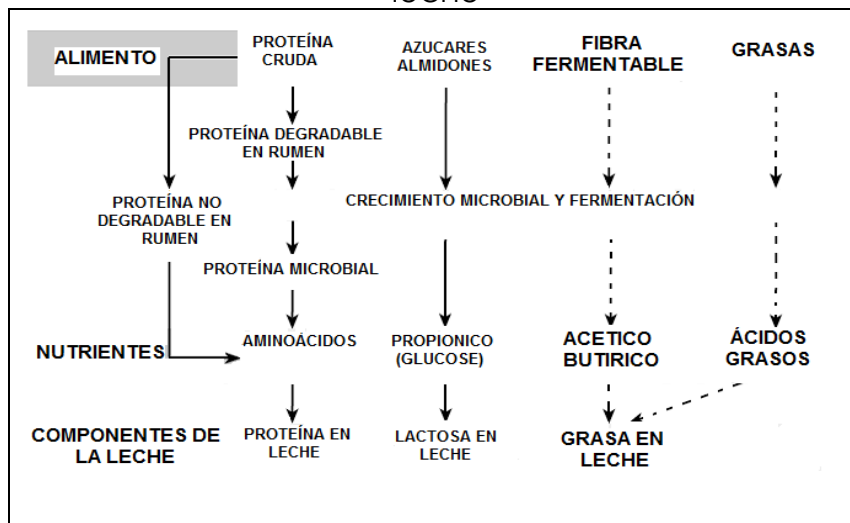 ALIMENTO
PROTEÍNA
CRUDA
AZUCARES
ALMIDONES
FIBRA
FERMENTABLE
GRASAS
PROTEÍNA DEGRADABLE
EN RUMEN
PROTEÍNA NO
DEGRADABLE EN
RUMEN
CRECIMIENTO MICROBIAL Y FERMENTACIÓN
PROTEÍNA MICROBIAL
NUTRIENTES
AMINOÁCIDOS
PROPIONICO
(GLUCOSE)
ACETICO
BUTIRICO
ÁCIDOS
GRASOS
COMPONENTES DE
LA LECHE
PROTEÍNA EN
LECHE
LACTOSA EN
LECHE
GRASA EN
LECHE